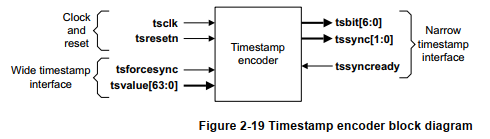 Clock
and
reset
tsclk
tsresetn
Wide timestamp
interface
tsforcesync
tsvalue[63:0]
Timestamp
encoder
tsbit[6:0]
tssync[1:0]
tssyncready
Narrow
timestamp
interface
Figure 2-19 Timestamp encoder block diagram